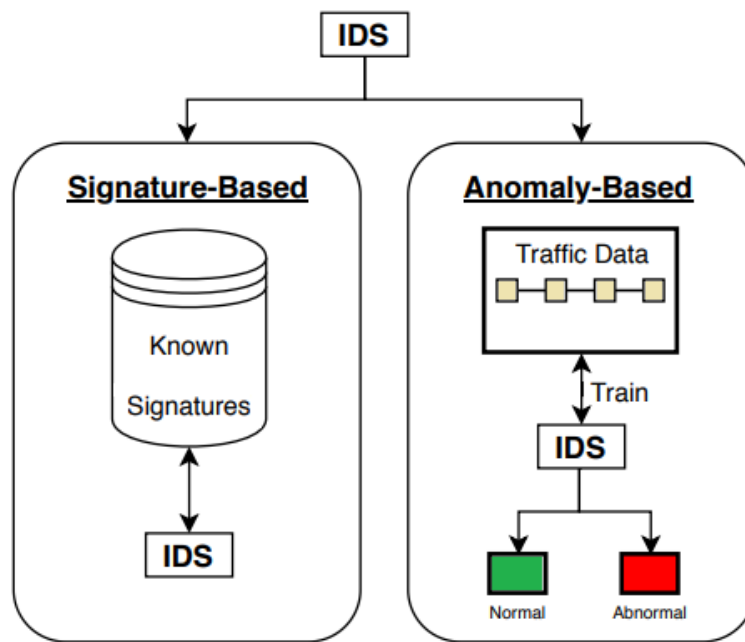 IDS
Signature-Based
Known
Signatures
IDS
Anomaly-Based
Traffic Data
Train
IDS
Normal
Abnormal